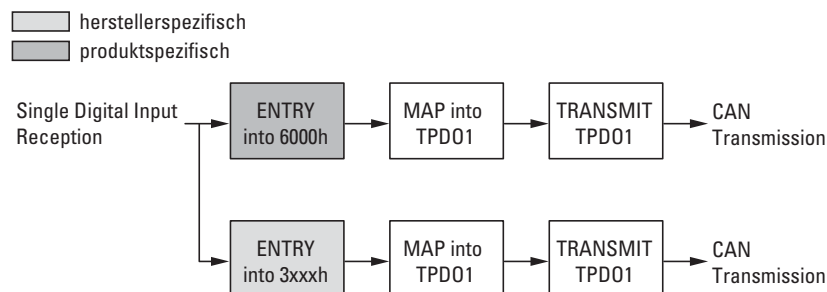 herstellerspezifisch
produktspezifisch
Single Digital Input
Reception
ENTRY
into 6000h
MAP into
TPDO1
TRANSMIT
TPDO1
CAN
Transmission
ENTRY
into 3xxxh
MAP into
TPDO1
TRANSMIT
TPDO1
CAN
Transmission